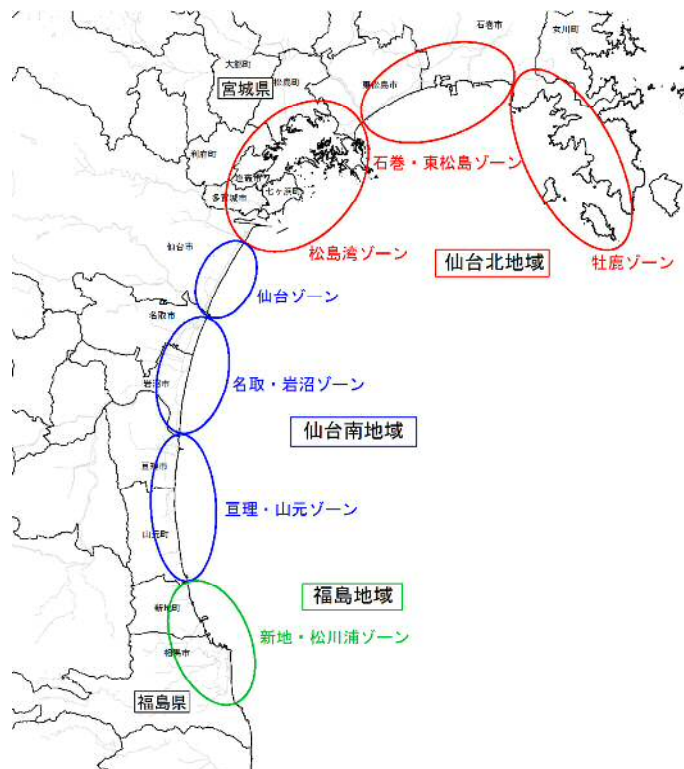 石巻市
女川町
大郷町
宮城県
松島町
東松島市
利府町
塩竈市
多賀城市
七ヶ浜町
石巻・東松島ゾーン
仙台市
松島湾ゾーン
仙台北地域
牡鹿ゾーン
仙台ゾーン
名取市
岩沼市
名取・岩沼ゾーン
仙台南地域
亘理市
亘理・山元ゾーン
山元町
福島地域
新地町
新地・松川浦ゾーン
相馬市
福島県